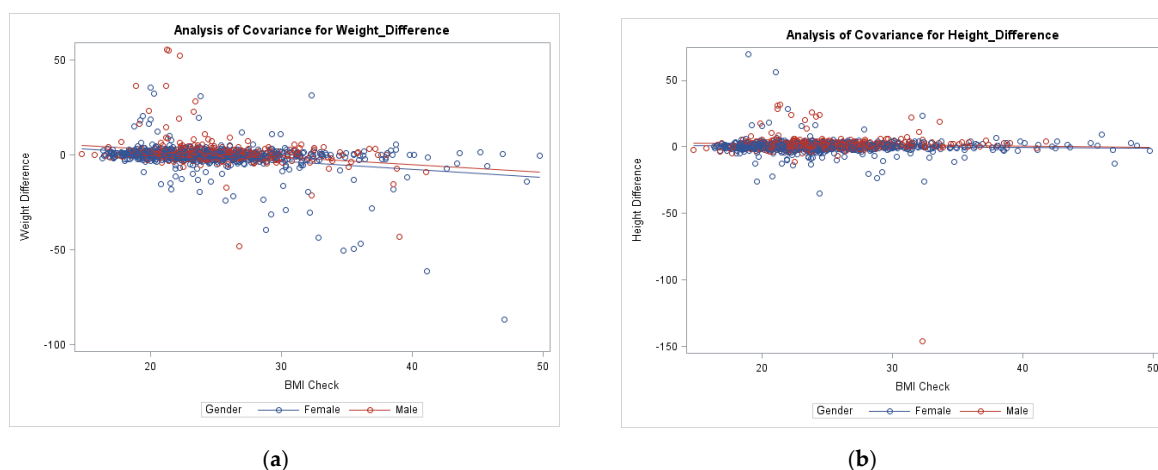 Analysis of Covariance for Weight_Difference
50
0
-50
-100
Weight Difference
20 30 40 50
BMI Check
Gender Female Male
(a)
Analysis of Covariance for Height_Difference
50
0
-50
-100
-150
Height Difference
20 30 40 50
BMI Check
Gender Female Male
(b)